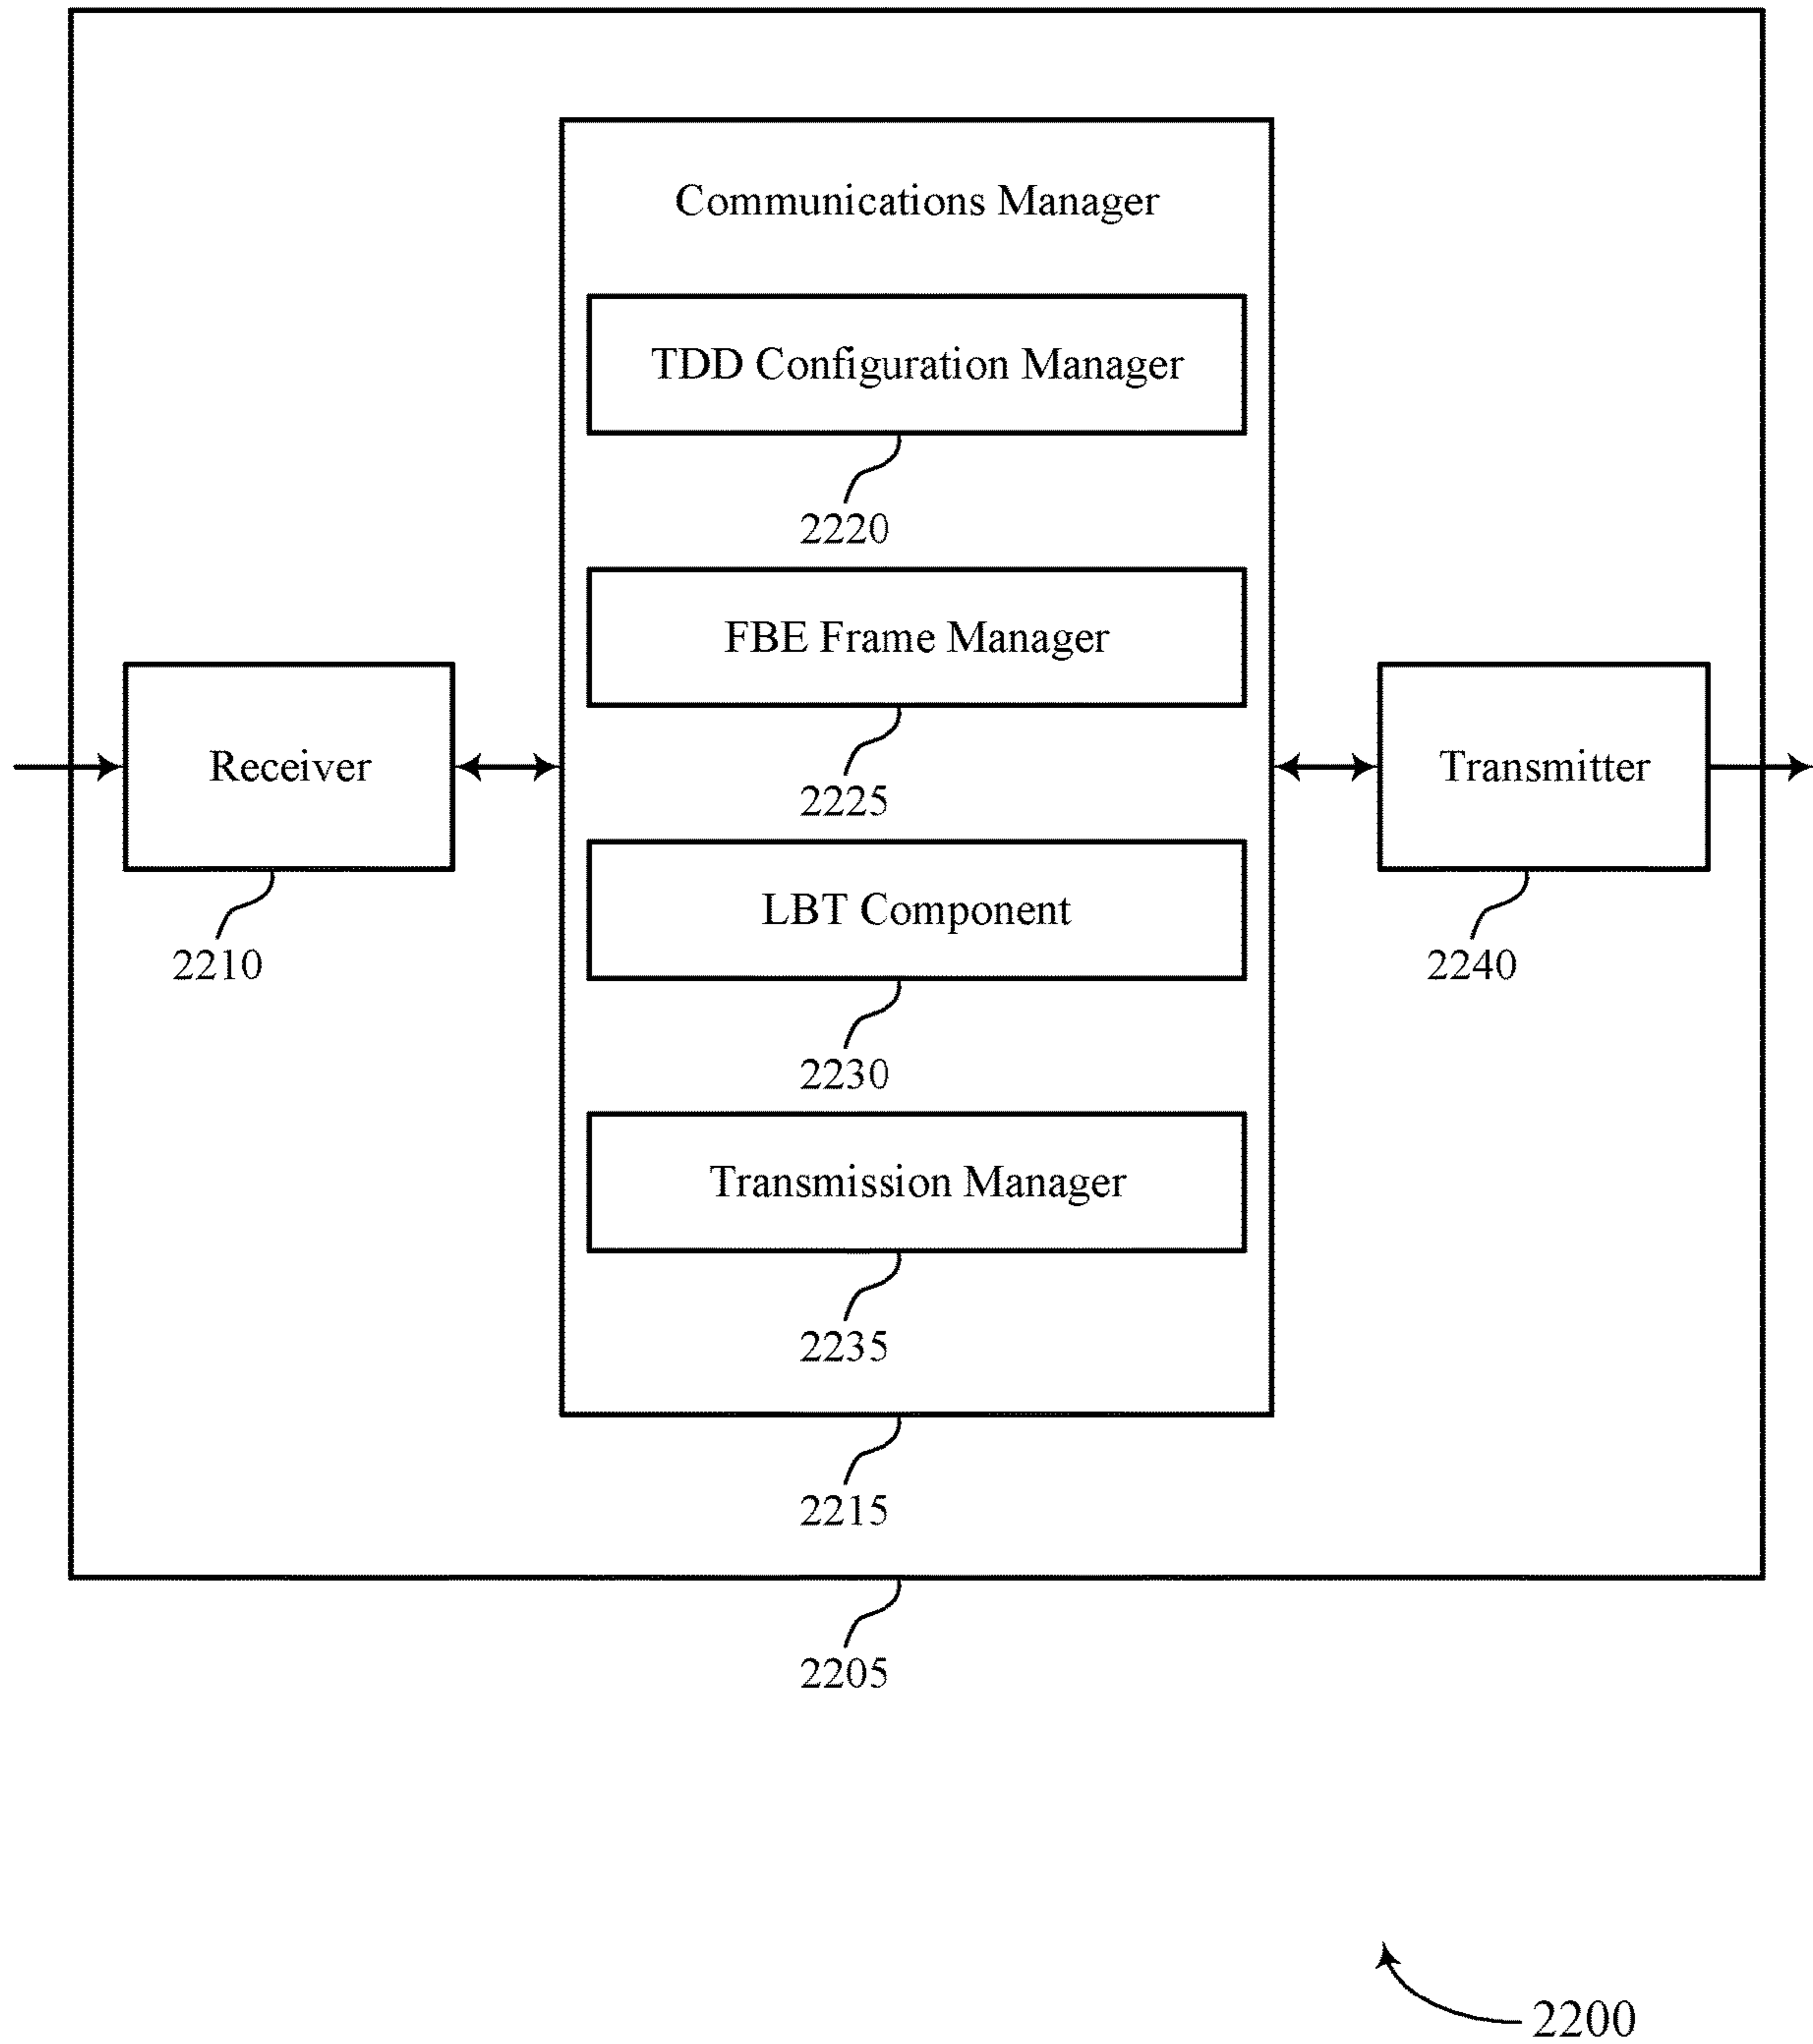 Communications Manager
TDD Configuration Manager
2220
FBE Frame Manager
2225
Receiver
2210
Transmitter
2240
LBT Component
2230
Transmission Manager
2235
2215
2205
2200